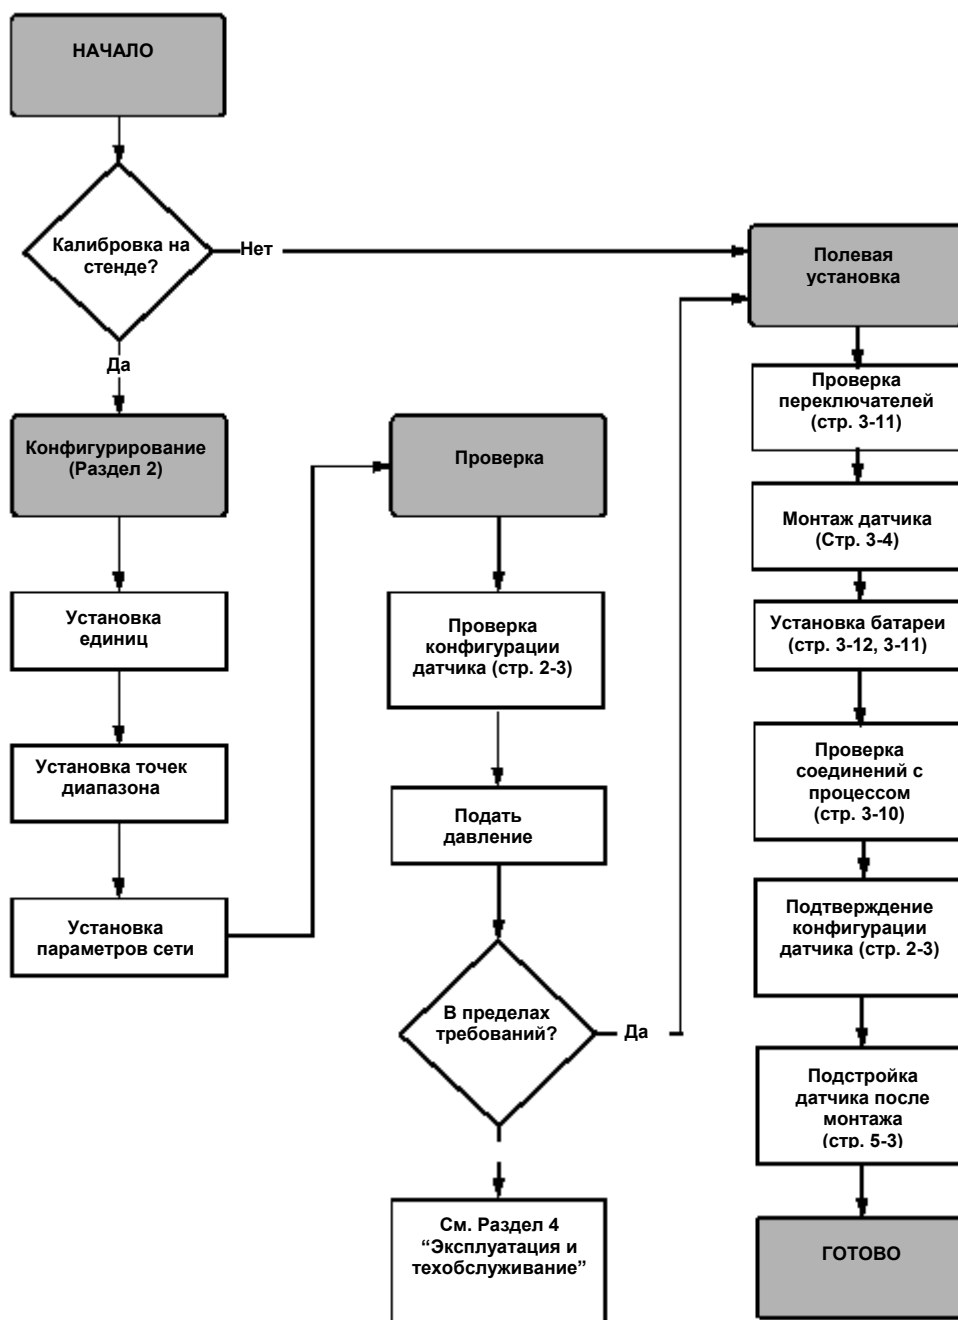 НАЧАЛО
Калибровка на
стенде?
Нет
Да
Конфигурирование
(Раздел 2)
Установка
единиц
Установка точек
диапазона
Установка
параметров сети
Проверка
Проверка
конфигурации
датчика (стр. 2-3)
Подать
давление
В пределах
требований?
Да
См. Раздел 4
“Эксплуатация и
техобслуживание”
Полевая
установка
Проверка
переключателей
(стр. 3-11)
Монтаж датчика
(Стр. 3-4)
Установка батареи
(стр. 3-12, 3-11)
Проверка
соединений с
процессом
(стр. 3-10)
Подтверждение
конфигурации
датчика (стр. 2-3)
Подстройка
датчика после
монтажа
(стр. 5-3)
ГОТОВО